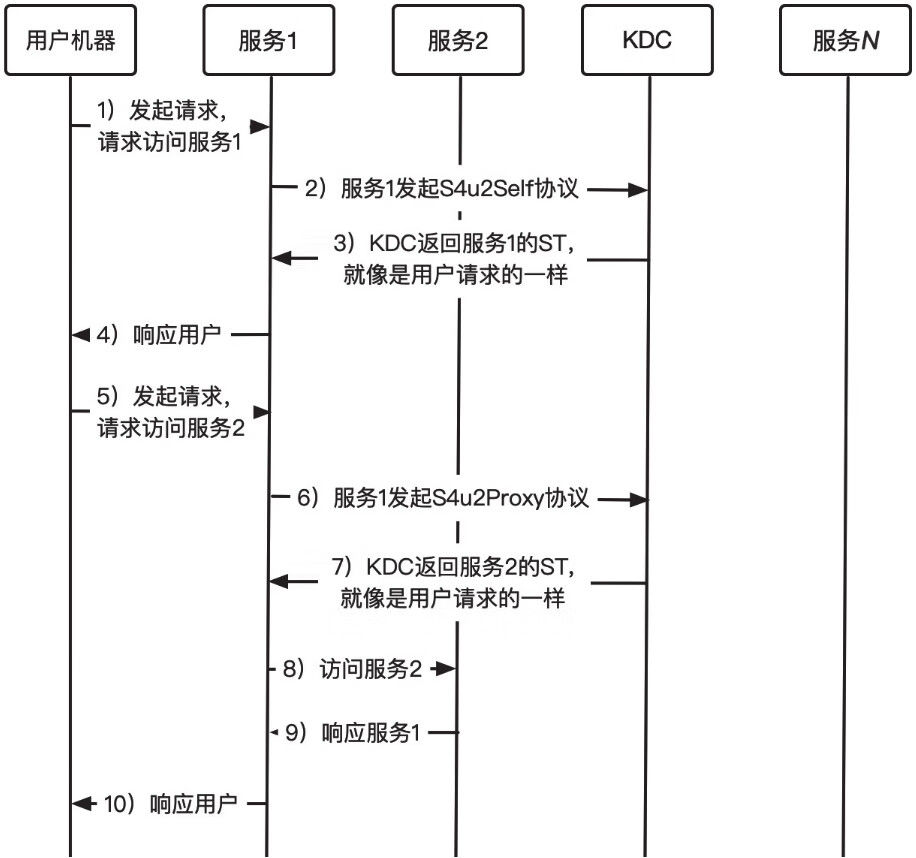 用户机器
服务1
服务2
KDC
服务N
1）发起请求，
请求访问服务1
2）服务1发起S4u2Self协议
3）KDC返回服务1的ST，
就像是用户请求的一样
4）响应用户
5）发起请求，
请求访问服务2
6）服务1发起S4u2Proxy协议
7）KDC返回服务2的ST，
就像是用户请求的一样
8）访问服务2
9）响应服务1
10）响应用户